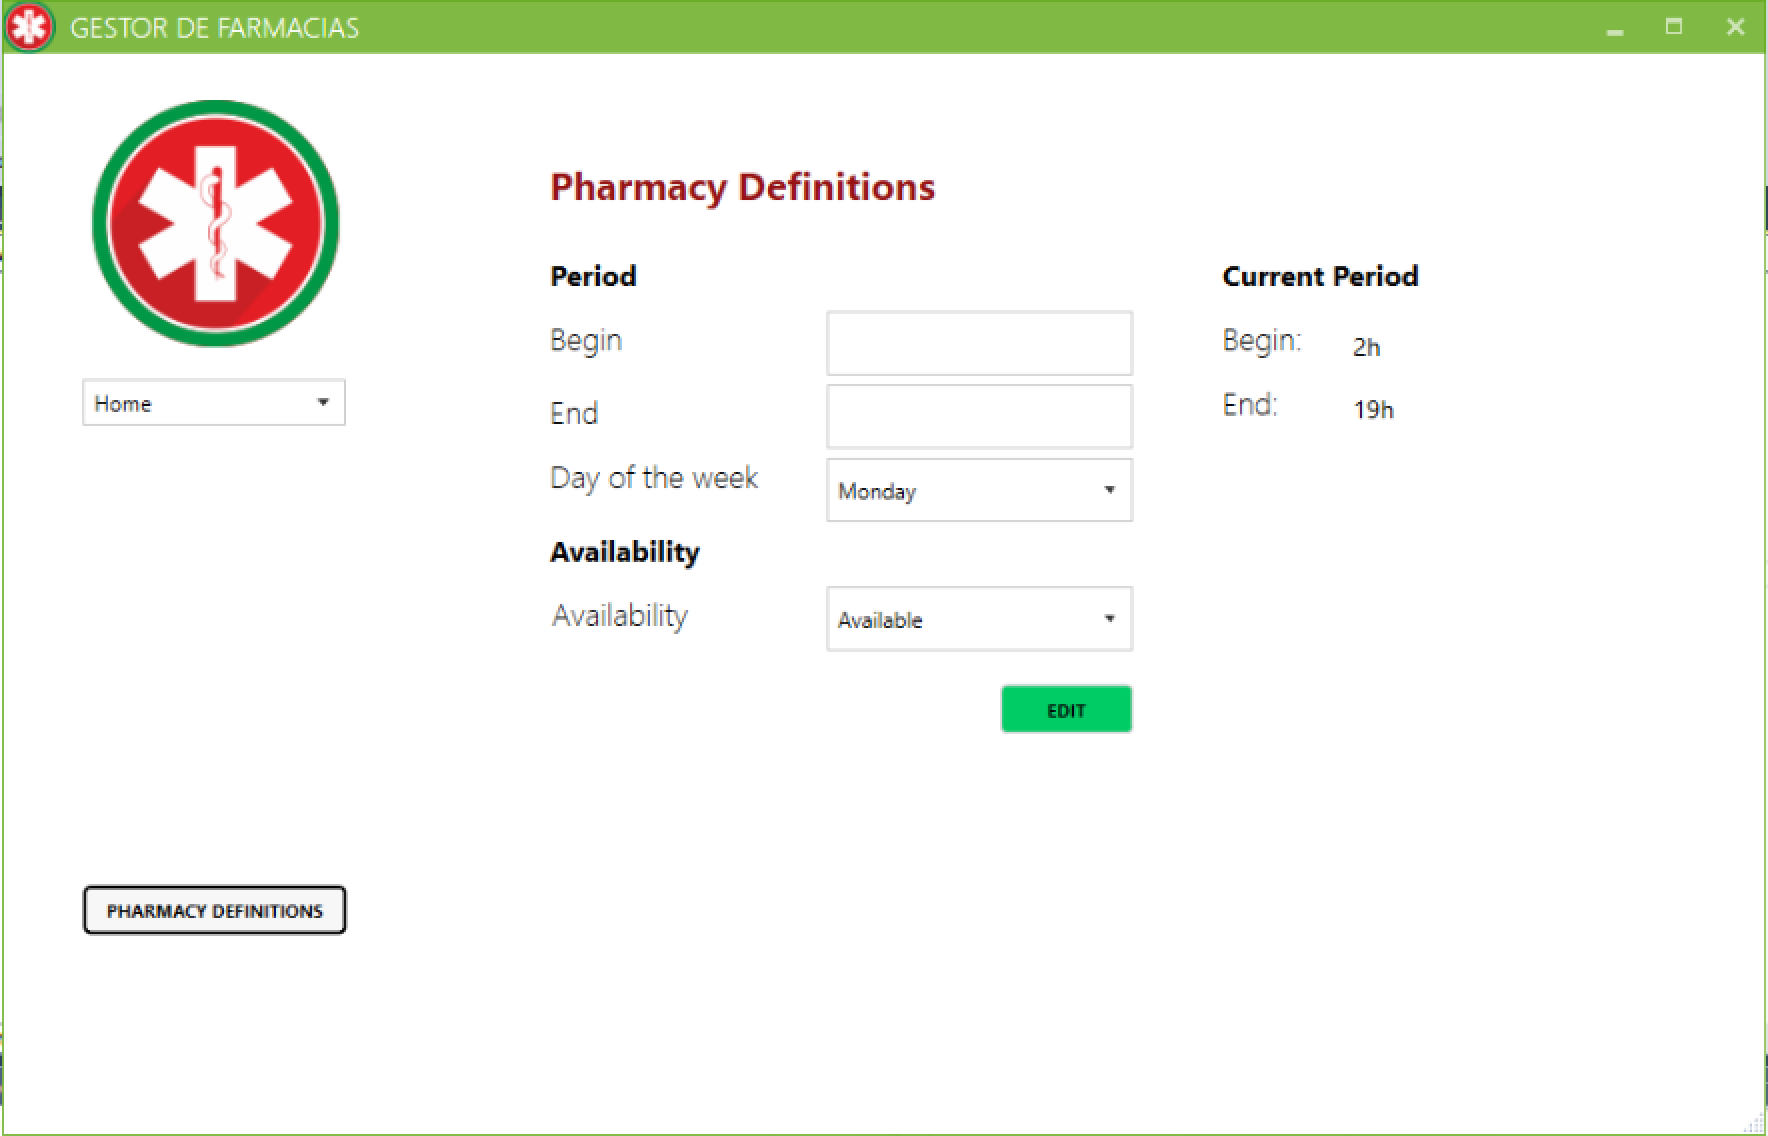 GESTOR DE FARMACIAS
Home
PHARMACY DEFINITIONS
Pharmacy Definitions
Period
Begin
End
Day of the week
Monday
Availability
Availability
Available
EDIT
Current Period
Begin: 2h
End: 19h